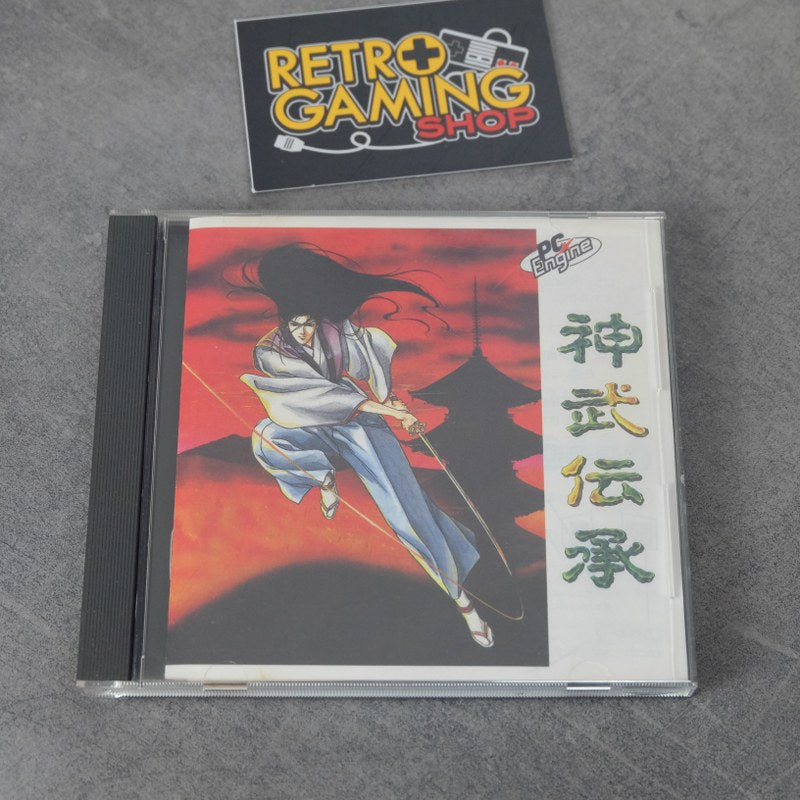 RETRO
GAMING
SHOP
PC
Engine
神武伝承